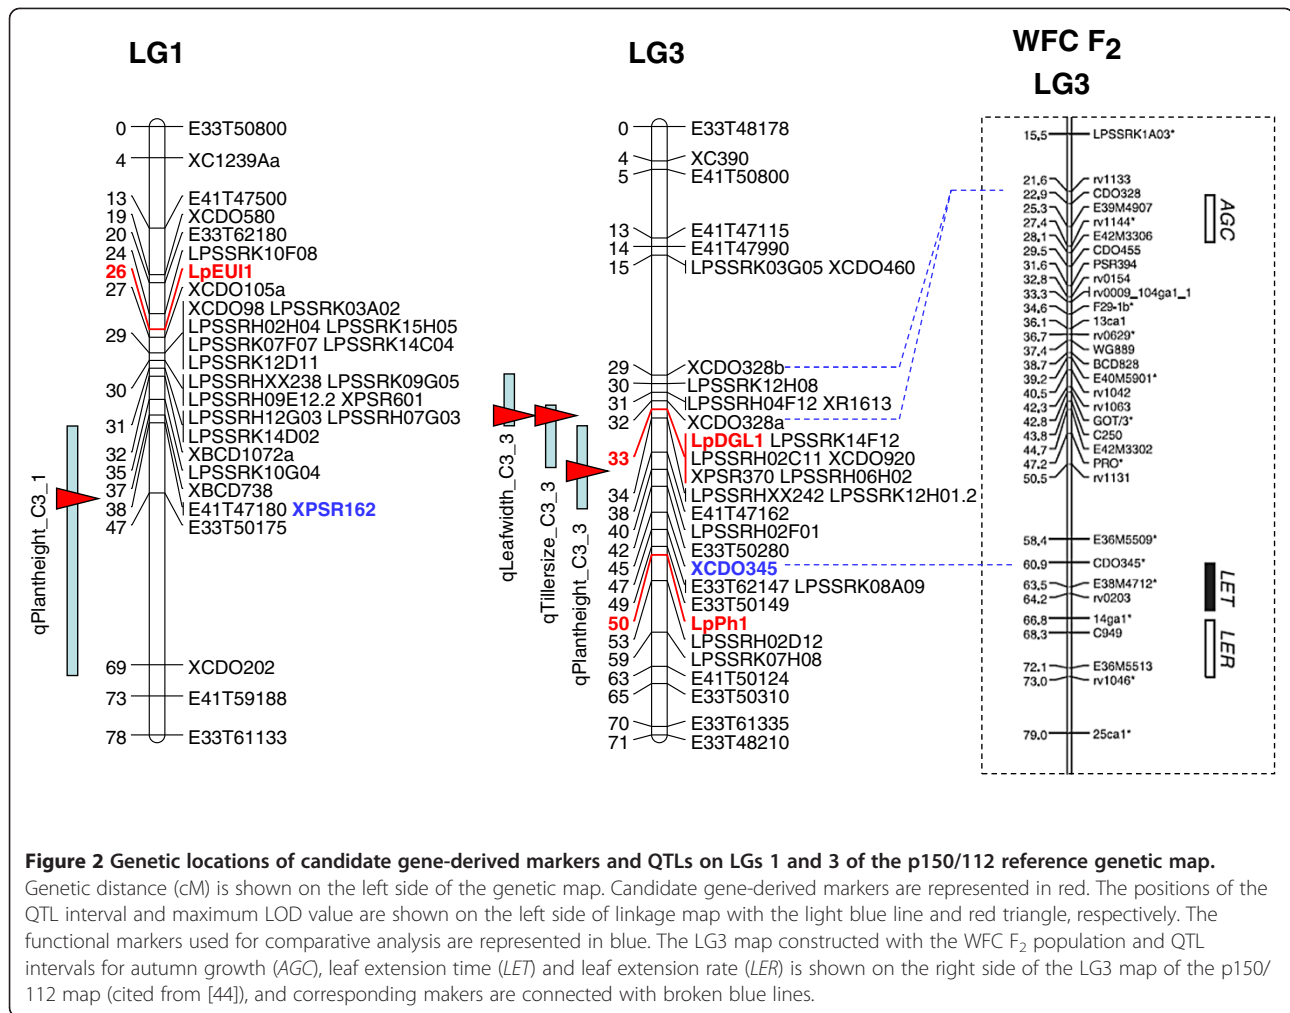 LG1
0 E33T50800
4 XC1239Aa
13 E41T47500
19 XCDO580
20 E33T62180
24 LPSSRK10F08
26 LpEUI1
27 XCDO105a
XCDO98 LPSSRK03A02
LPSSRH02H04 LPSSRK15H05
29
LPSSRK07F07 LPSSRK14C04
LPSSRK12D11
LPSSRHXX238 LPSSRK09G05
30
LPSSRH09E12.2 XPSR601
LPSSRH12G03 LPSSRH07G03
31
LPSSRK14D02
32 XBCD1072a
35 LPSSRK10G04
37 XBCD738
38 E41T47180 XPSR162
47 E33T50175
69 XCDO202
73 E41T59188
78 E33T61133
qPlantheight_C3_1
LG3
0 E33T48178
4 XC390
5 E41T50800
13 E41T47115
14 E41T47990
15 LPSSRK03G05 XCDO460
29 XCDO328b
30 LPSSRK12H08
31 LPSSRH04F12 XR1613
32 XCDO328a
LpDGL1 LPSSRK14F12
33 LPSSRH02C11 XCDO920
XPSR370 LPSSRH06H02
34 LPSSRHXX242 LPSSRK12H01.2
38 E41T47162
40 LPSSRH02F01
42 E33T50280
45 XCDO345
47 E33T62147 LPSSRK08A09
49 E33T50149
50 LpPh1
53 LPSSRH02D12
59 LPSSRK07H08
63 E41T50124
65 E33T50310
70 E33T61335
71 E33T48210
qLeafwidth_C3_3
qTillersize_C3_3
qPlantheight_C3_3
WFC F2
LG3
15.5 LPSSRK1A03*
21.6 rv1133
22.9 CDO328
25.3 E39M4907
27.4 rv1144*
28.1 E42M3306
29.5 CDO455
31.6 PSR394
32.8 rv0154
33.3 rv0009_104ga1_1
34.6 F29-1b*
36.1 13ca1
36.7 rv0629*
37.4 WG889
38.7 BCD828
39.2 E40M5901*
40.5 rv1042
42.3 rv1063
42.8 GOT/3*
43.8 C250
44.7 E42M3302
47.2 PRO*
50.5 rv1131
58.4 E36M5509*
60.9 CDO345*
63.5 E38M4712*
64.2 rv0203
66.8 14ga1*
68.3 C949
72.1 E36M5513
73.0 rv1046*
79.0 25ca1*
AGC
LET
LER
Figure 2 Genetic locations of candidate gene-derived markers and QTLs on LGs 1 and 3 of the p150/112 reference genetic map.
Genetic distance (cM) is shown on the left side of the genetic map. Candidate gene-derived markers are represented in red. The positions of the
QTL interval and maximum LOD value are shown on the left side of linkage map with the light blue line and red triangle, respectively. The
functional markers used for comparative analysis are represented in blue. The LG3 map constructed with the WFC F2 population and QTL
intervals for autumn growth (AGC), leaf extension time (LET) and leaf extension rate (LER) is shown on the right side of the LG3 map of the p150/
112 map (cited from [44]), and corresponding makers are connected with broken blue lines.